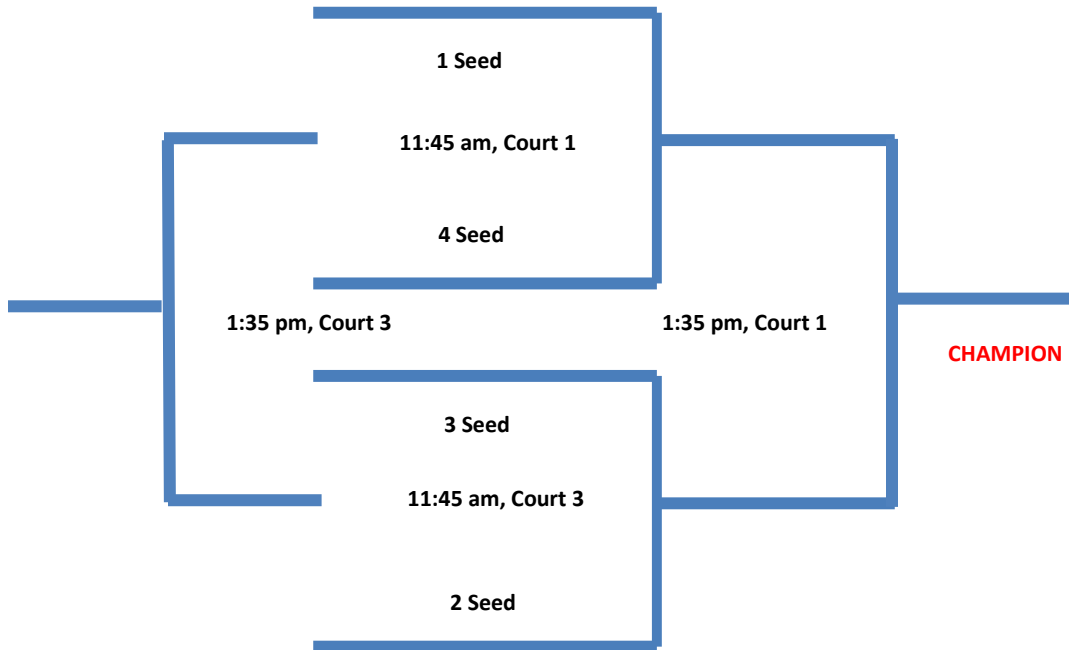 1 Seed
11:45 am, Court 1
4 Seed
1:35 pm, Court 3
1:35 pm, Court 1
CHAMPION
3 Seed
11:45 am, Court 3
2 Seed